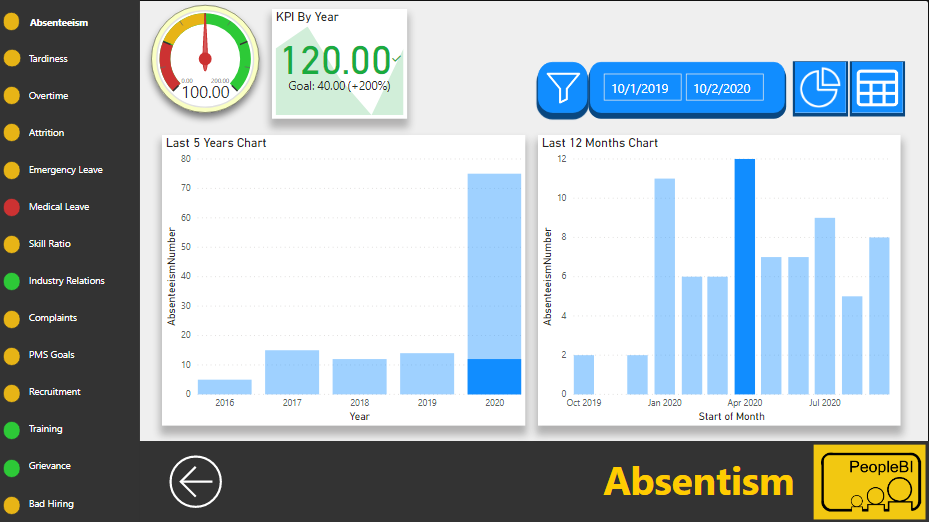 Absenteeism
Tardiness
Overtime
Attrition
Emergency Leave
Medical Leave
Skill Ratio
Industry Relations
Complaints
PMS Goals
Recruitment
Training
Grievance
Bad Hiring
0.00 200.00
100.00
KPI By Year
120.00✓
Goal: 40.00 (+200%)
10/1/2019 10/2/2020
Last 5 Years Chart
AbsenteeismNumber
80
70
60
50
40
30
20
10
0
2016 2017 2018 2019 2020
Year
Last 12 Months Chart
AbsenteeismNumber
12
10
8
6
4
2
0
Oct 2019 Jan 2020 Apr 2020 Jul 2020
Start of Month
Absentism
PeopleBI